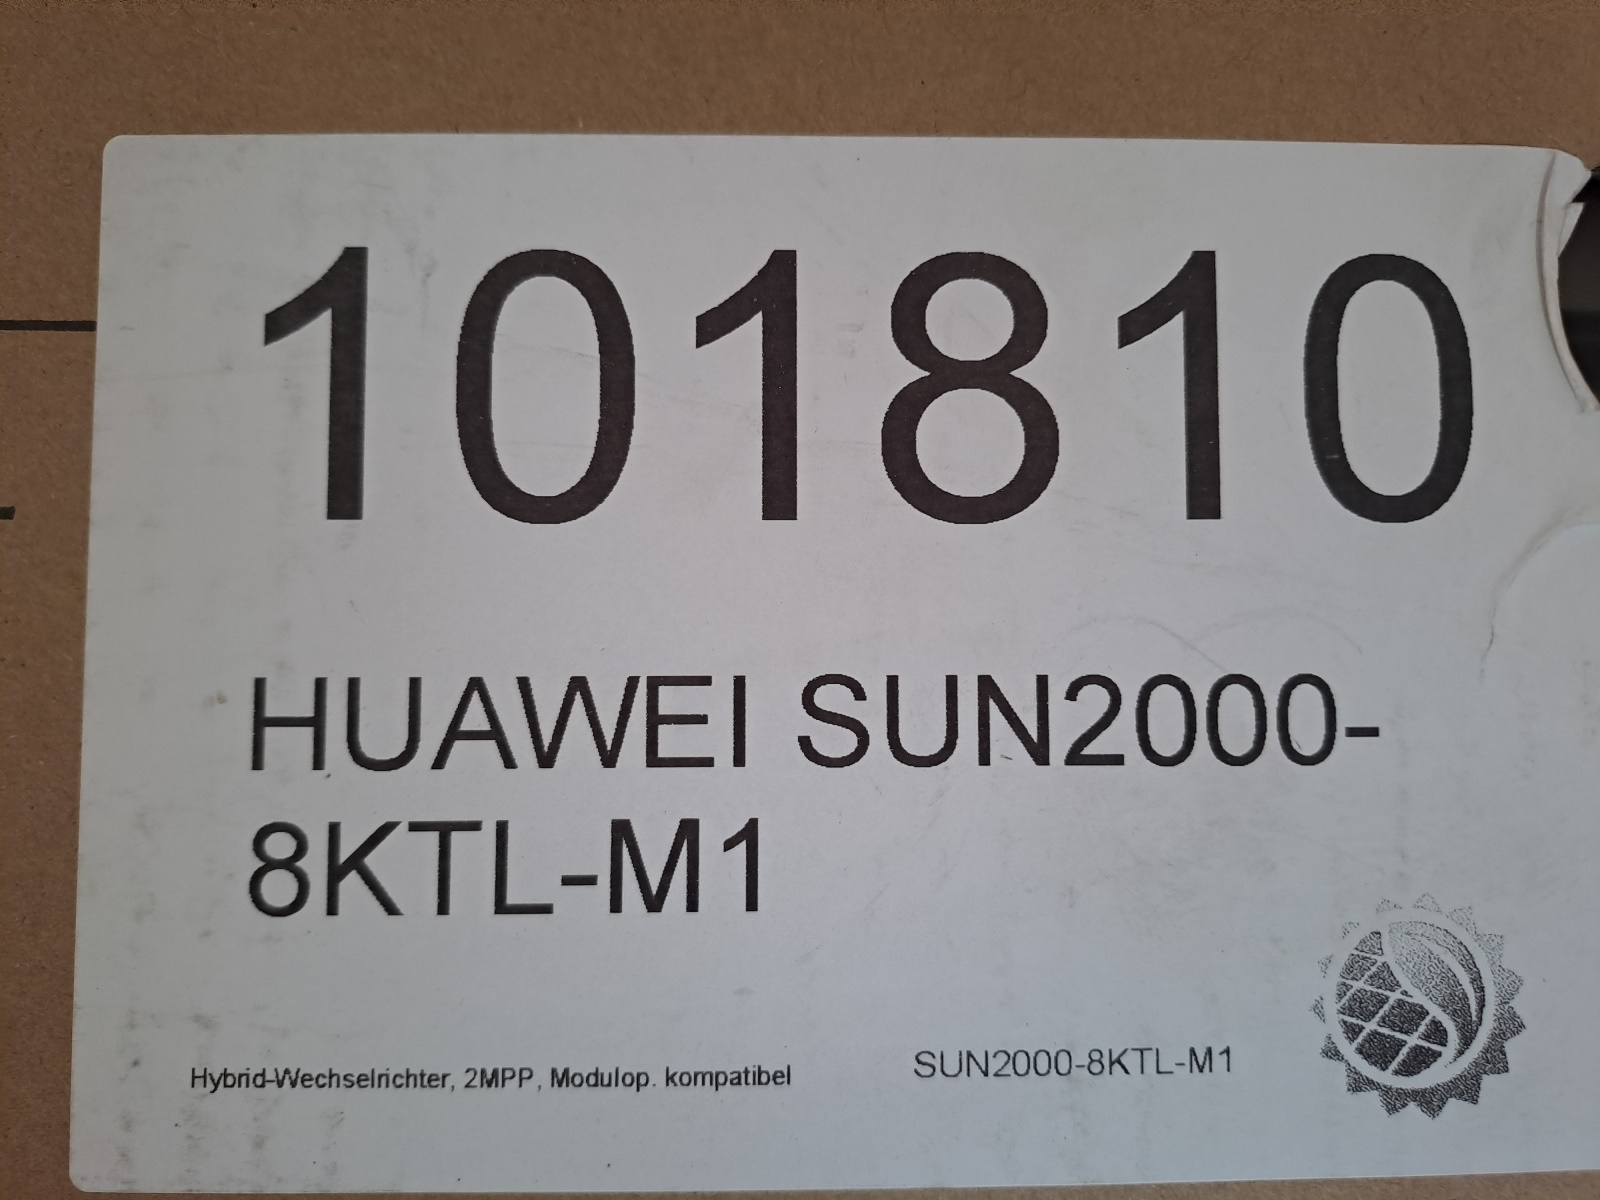 101810
HUAWEI SUN2000-
8KTL-M1
Hybrid-Wechselrichter, 2MPP, Modulop. kompatibel
SUN2000-8KTL-M1